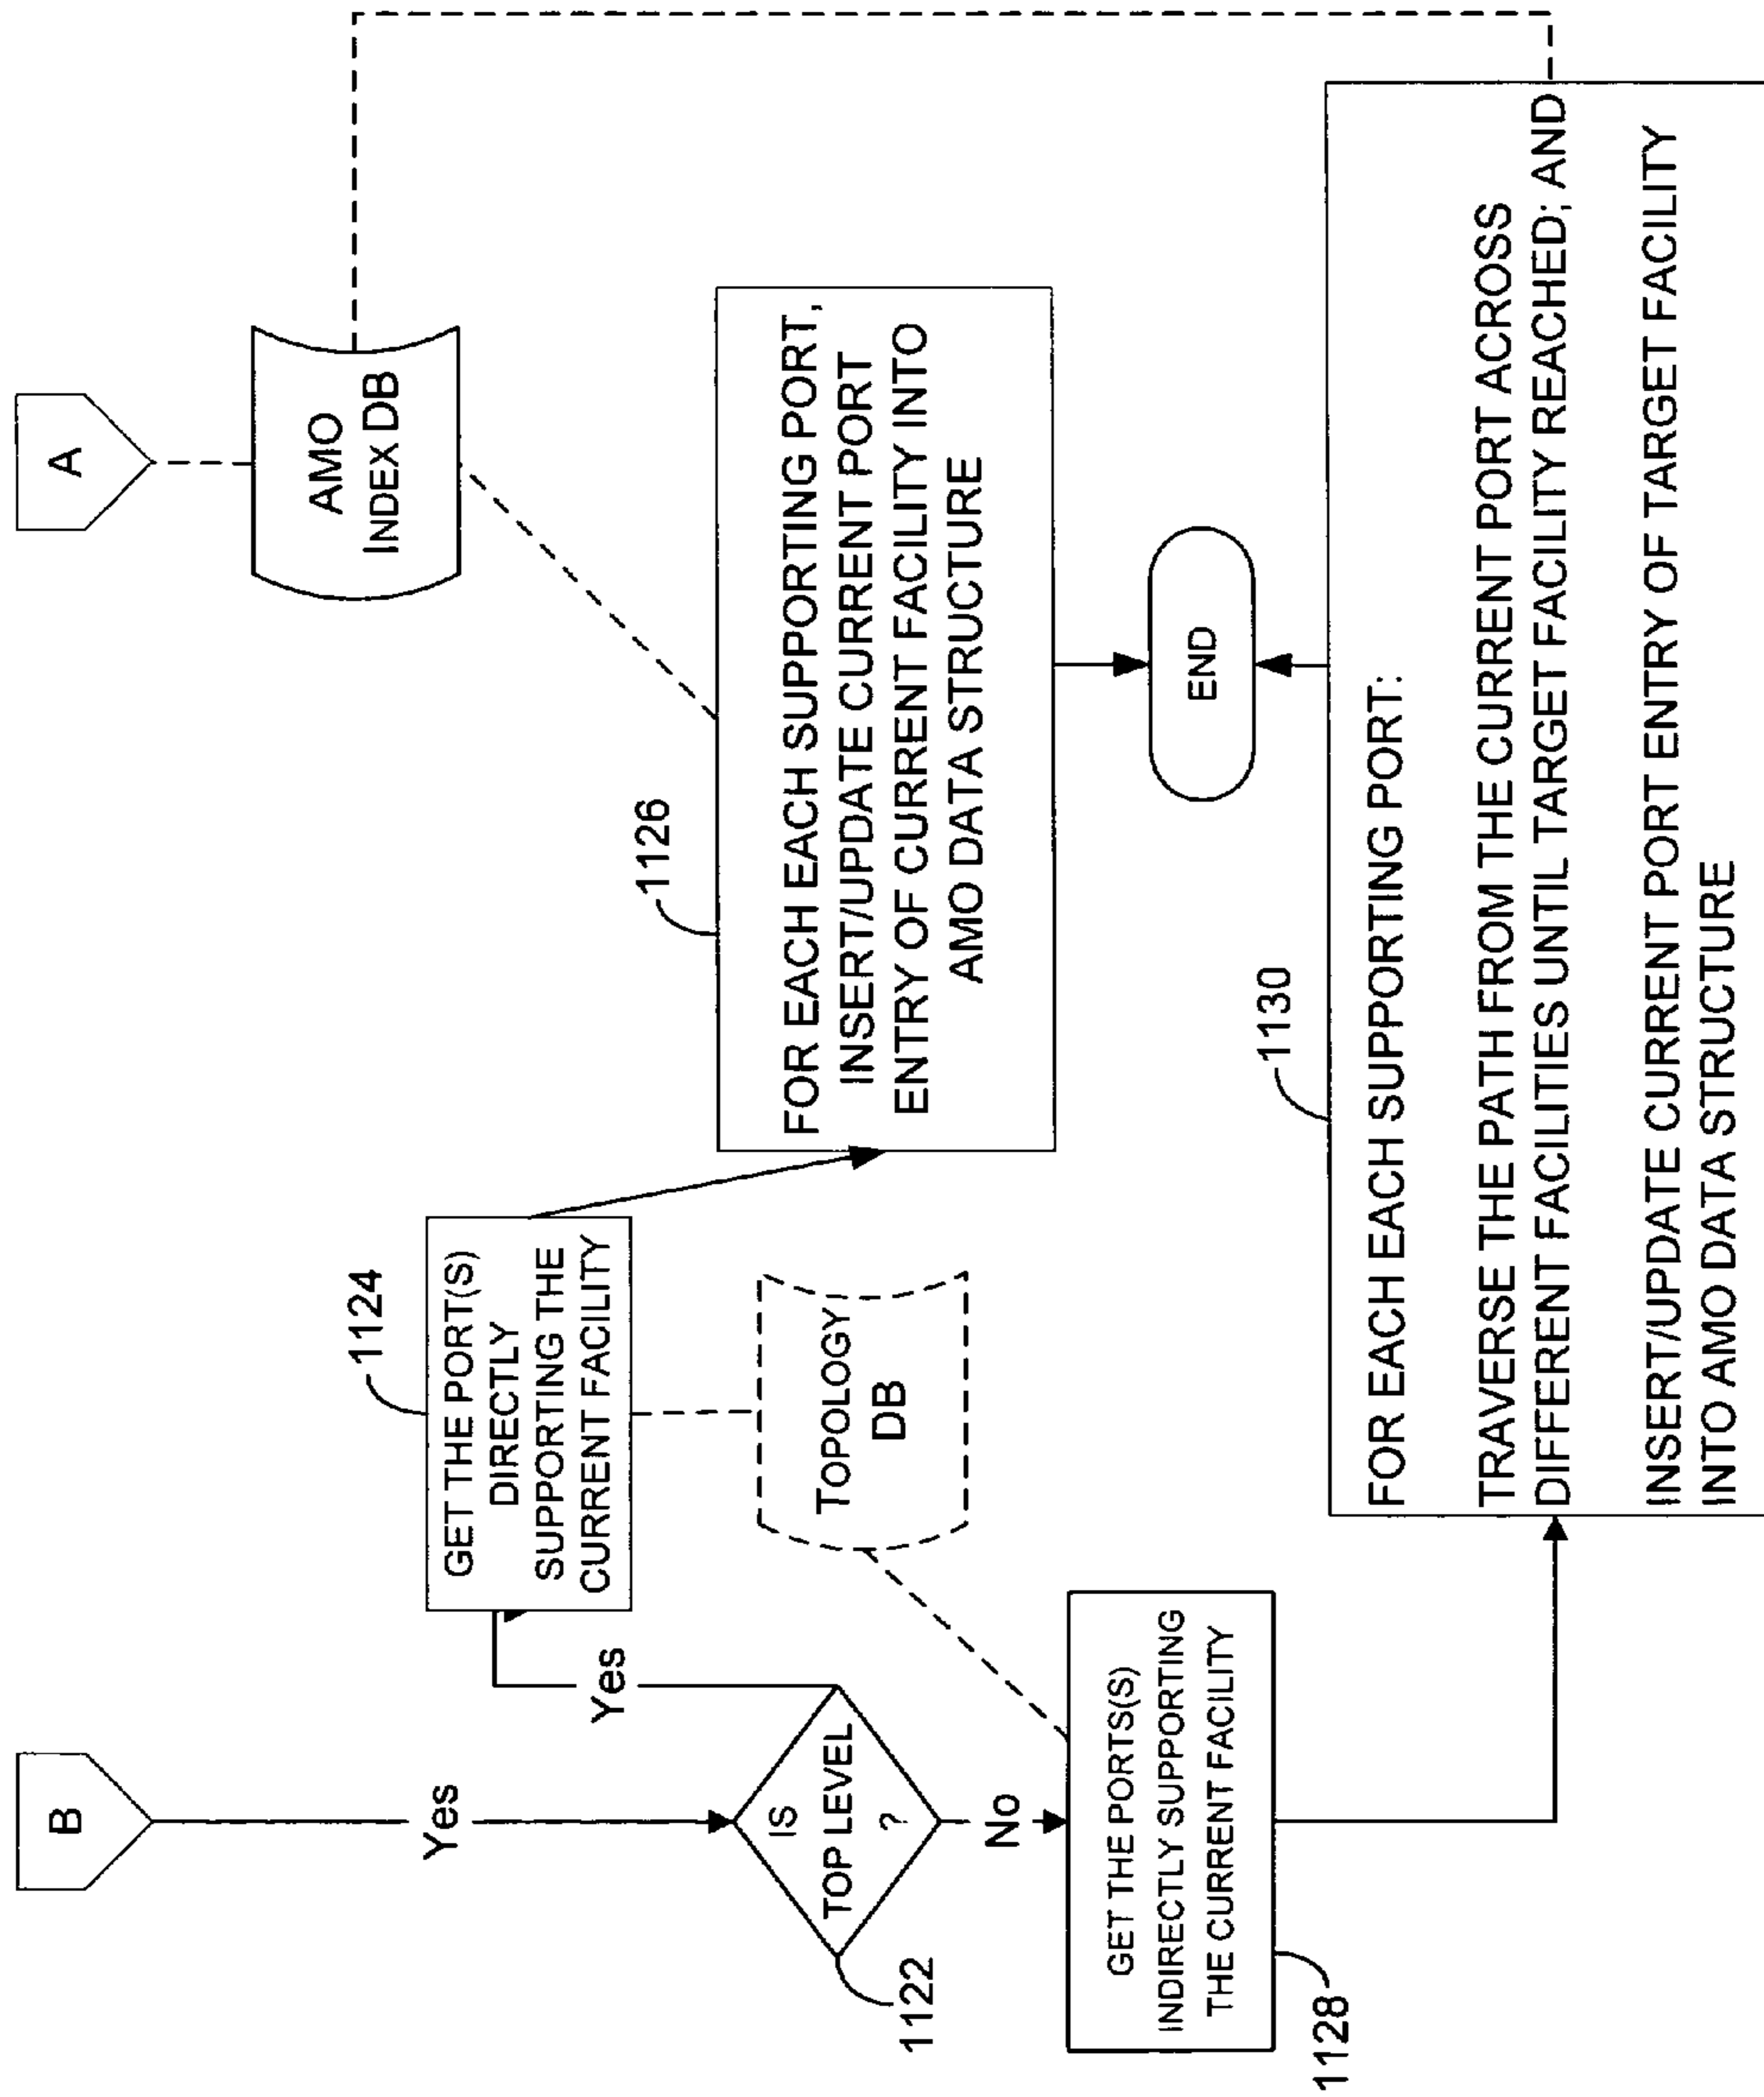 B
A
Yes
AMO
INDEX DB
1124
GET THE PORT(S)
DIRECTLY
SUPPORTING THE
CURRENT FACILITY
Yes
IS
TOP LEVEL
?
1122
TOPOLOGY
DB
1126
FOR EACH EACH SUPPORTING PORT,
INSERT/UPDATE CURRENT PORT
ENTRY OF CURRENT FACILITY INTO
AMO DATA STRUCTURE
No
GET THE PORTS(S)
INDIRECTLY SUPPORTING
THE CURRENT FACILITY
1128
END
1130
FOR EACH EACH SUPPORTING PORT:
TRAVERSE THE PATH FROM THE CURRENT PORT ACROSS
DIFFERENT FACILITIES UNTIL TARGET FACILITY REACHED; AND
INSERT/UPDATE CURRENT PORT ENTRY OF TARGET FACILITY
INTO AMO DATA STRUCTURE